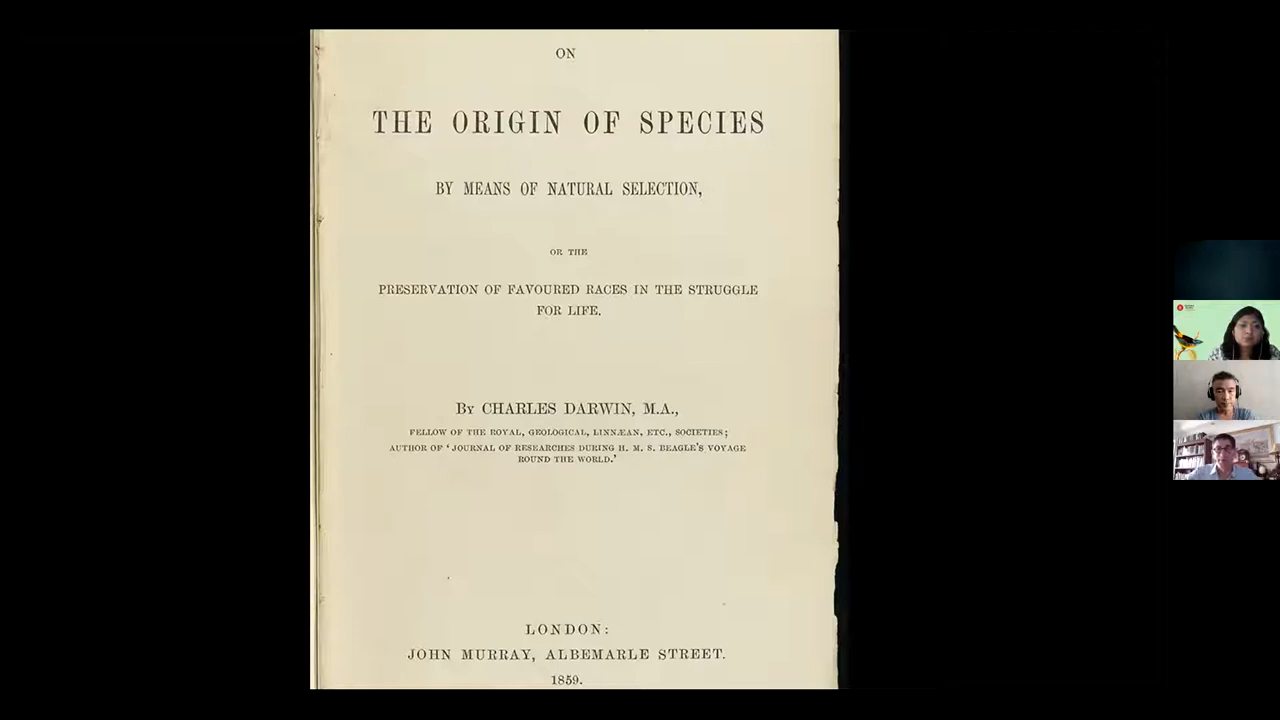 ON
THE ORIGIN OF SPECIES
BY MEANS OF NATURAL SELECTION,
OR THE
PRESERVATION OF FAVOURED RACES IN THE STRUGGLE
FOR LIFE.
BY CHARLES DARWIN, M.A.,
FELLOW OF THE ROYAL, GEOLOGICAL, LINNÆAN, ETC., SOCIETIES;
AUTHOR OF ‘JOURNAL OF RESEARCHES DURING H. M. S. BEAGLE'S VOYAGE
ROUND THE WORLD.’
LONDON:
JOHN MURRAY, ALBEMARLE STREET.
1859.